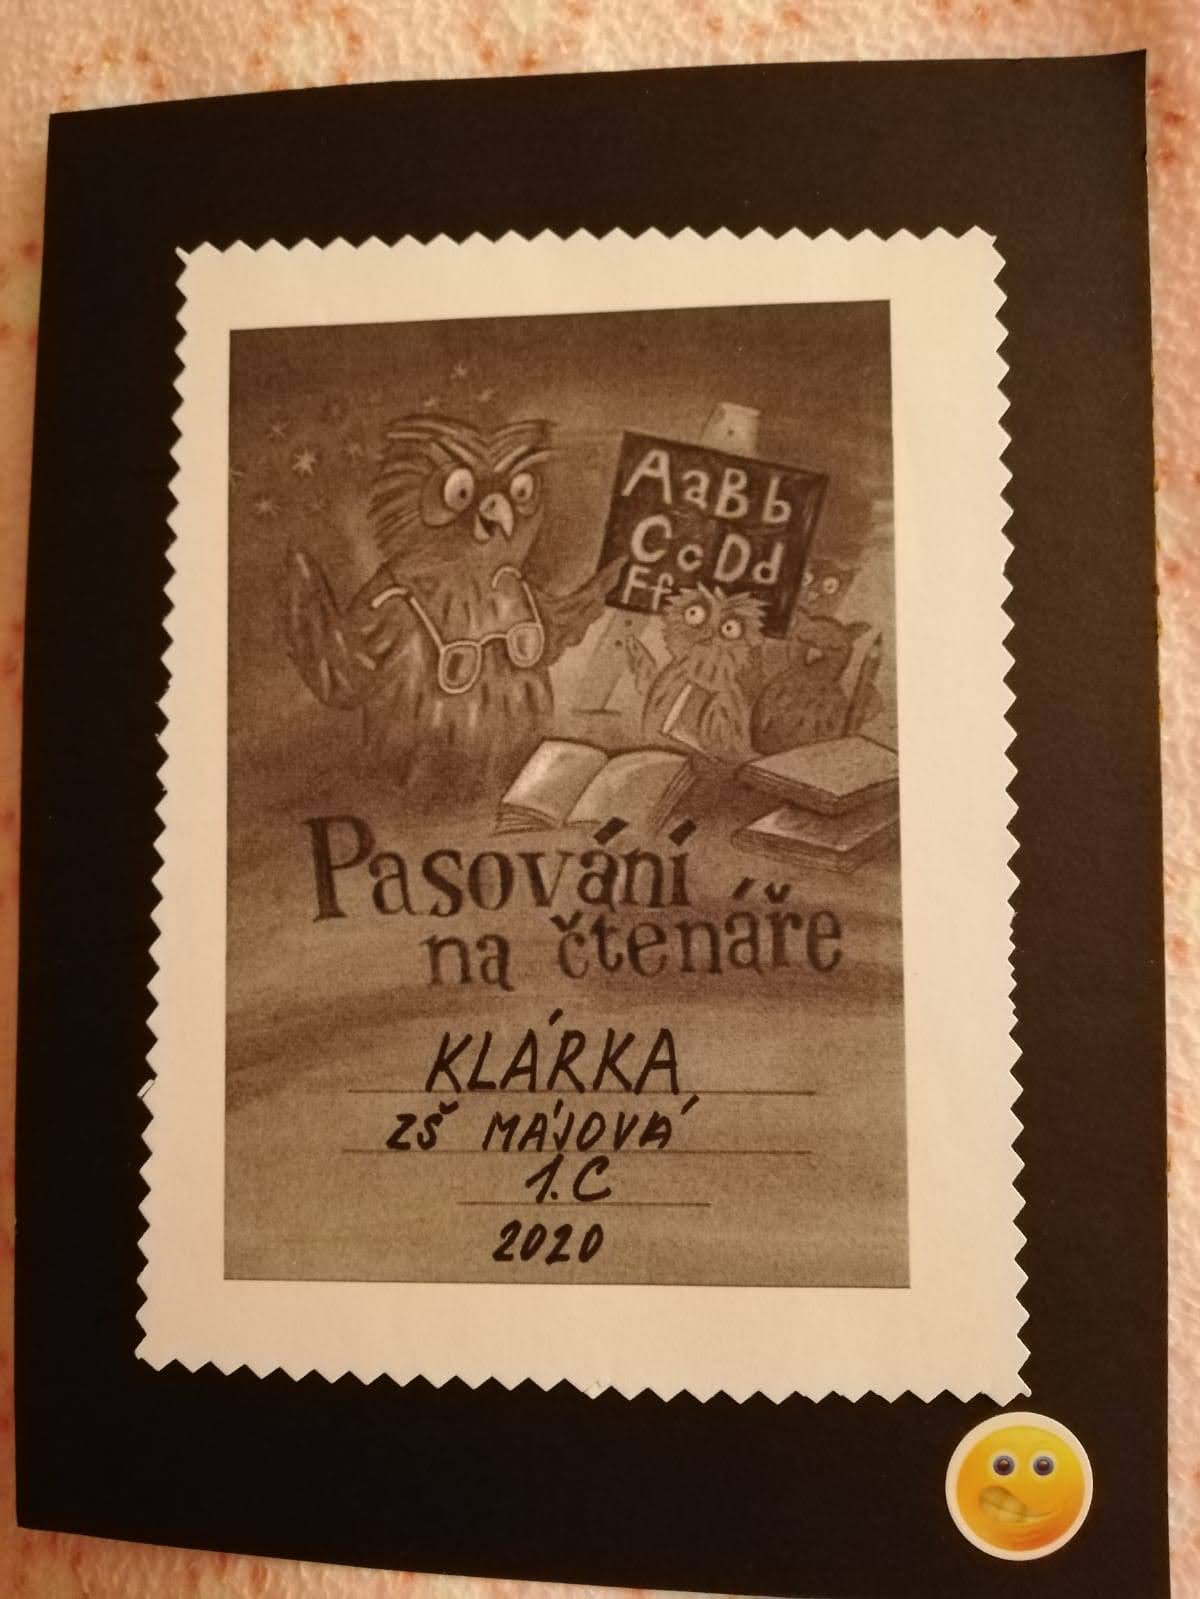 AaBb
CcDd
Ff
Pasování
na čtenáře
KLÁRKA
ZŠ MÁJOVÁ
1.C
2020